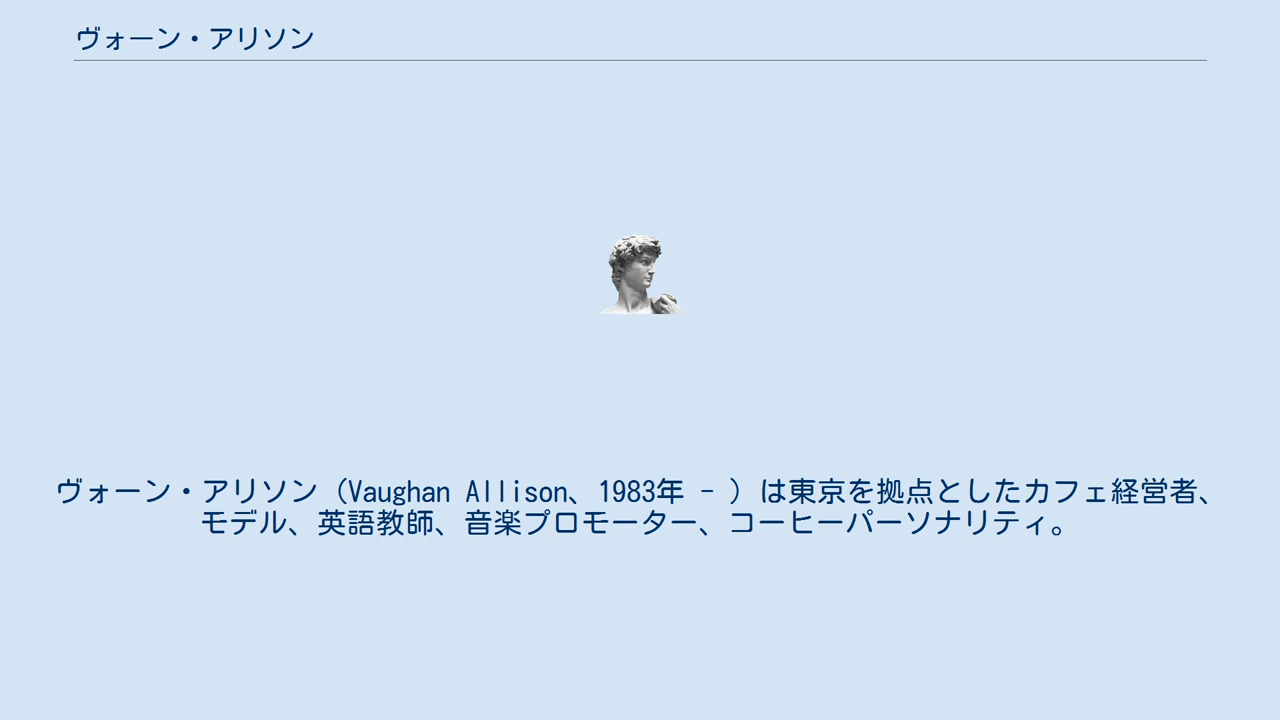 ヴォーン・アリソン
ヴォーン・アリソン（Vaughan Allison、1983年 - ）は東京を拠点としたカフェ経営者、
モデル、英語教師、音楽プロモーター、コーヒーパーソナリティ。